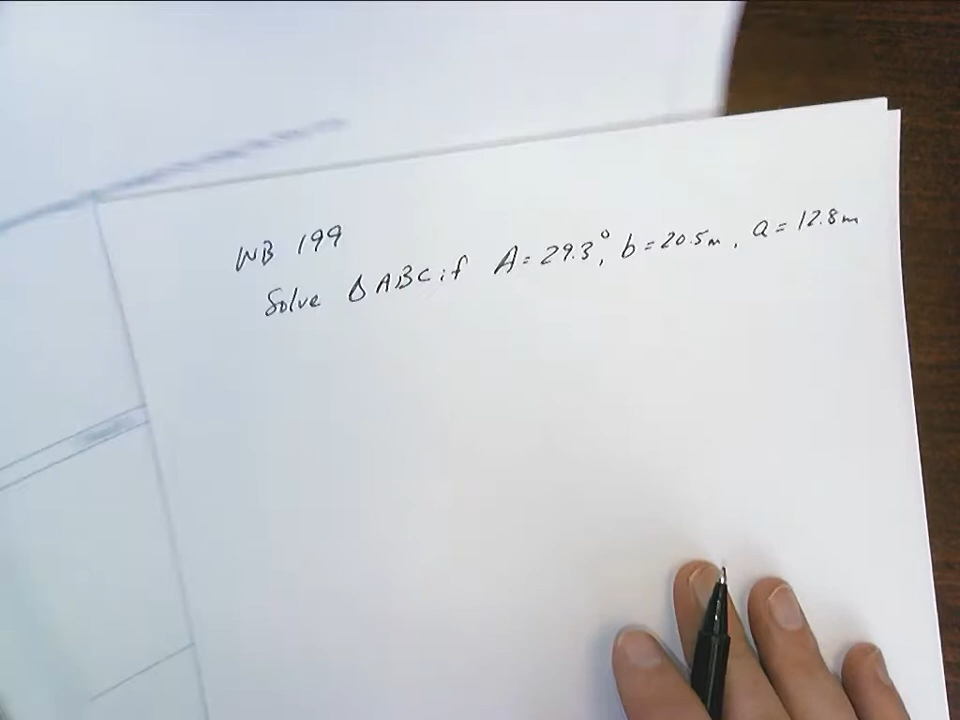 WB 199
Solve Δ ABC if A = 29.3°, b = 20.5m, a = 12.8m